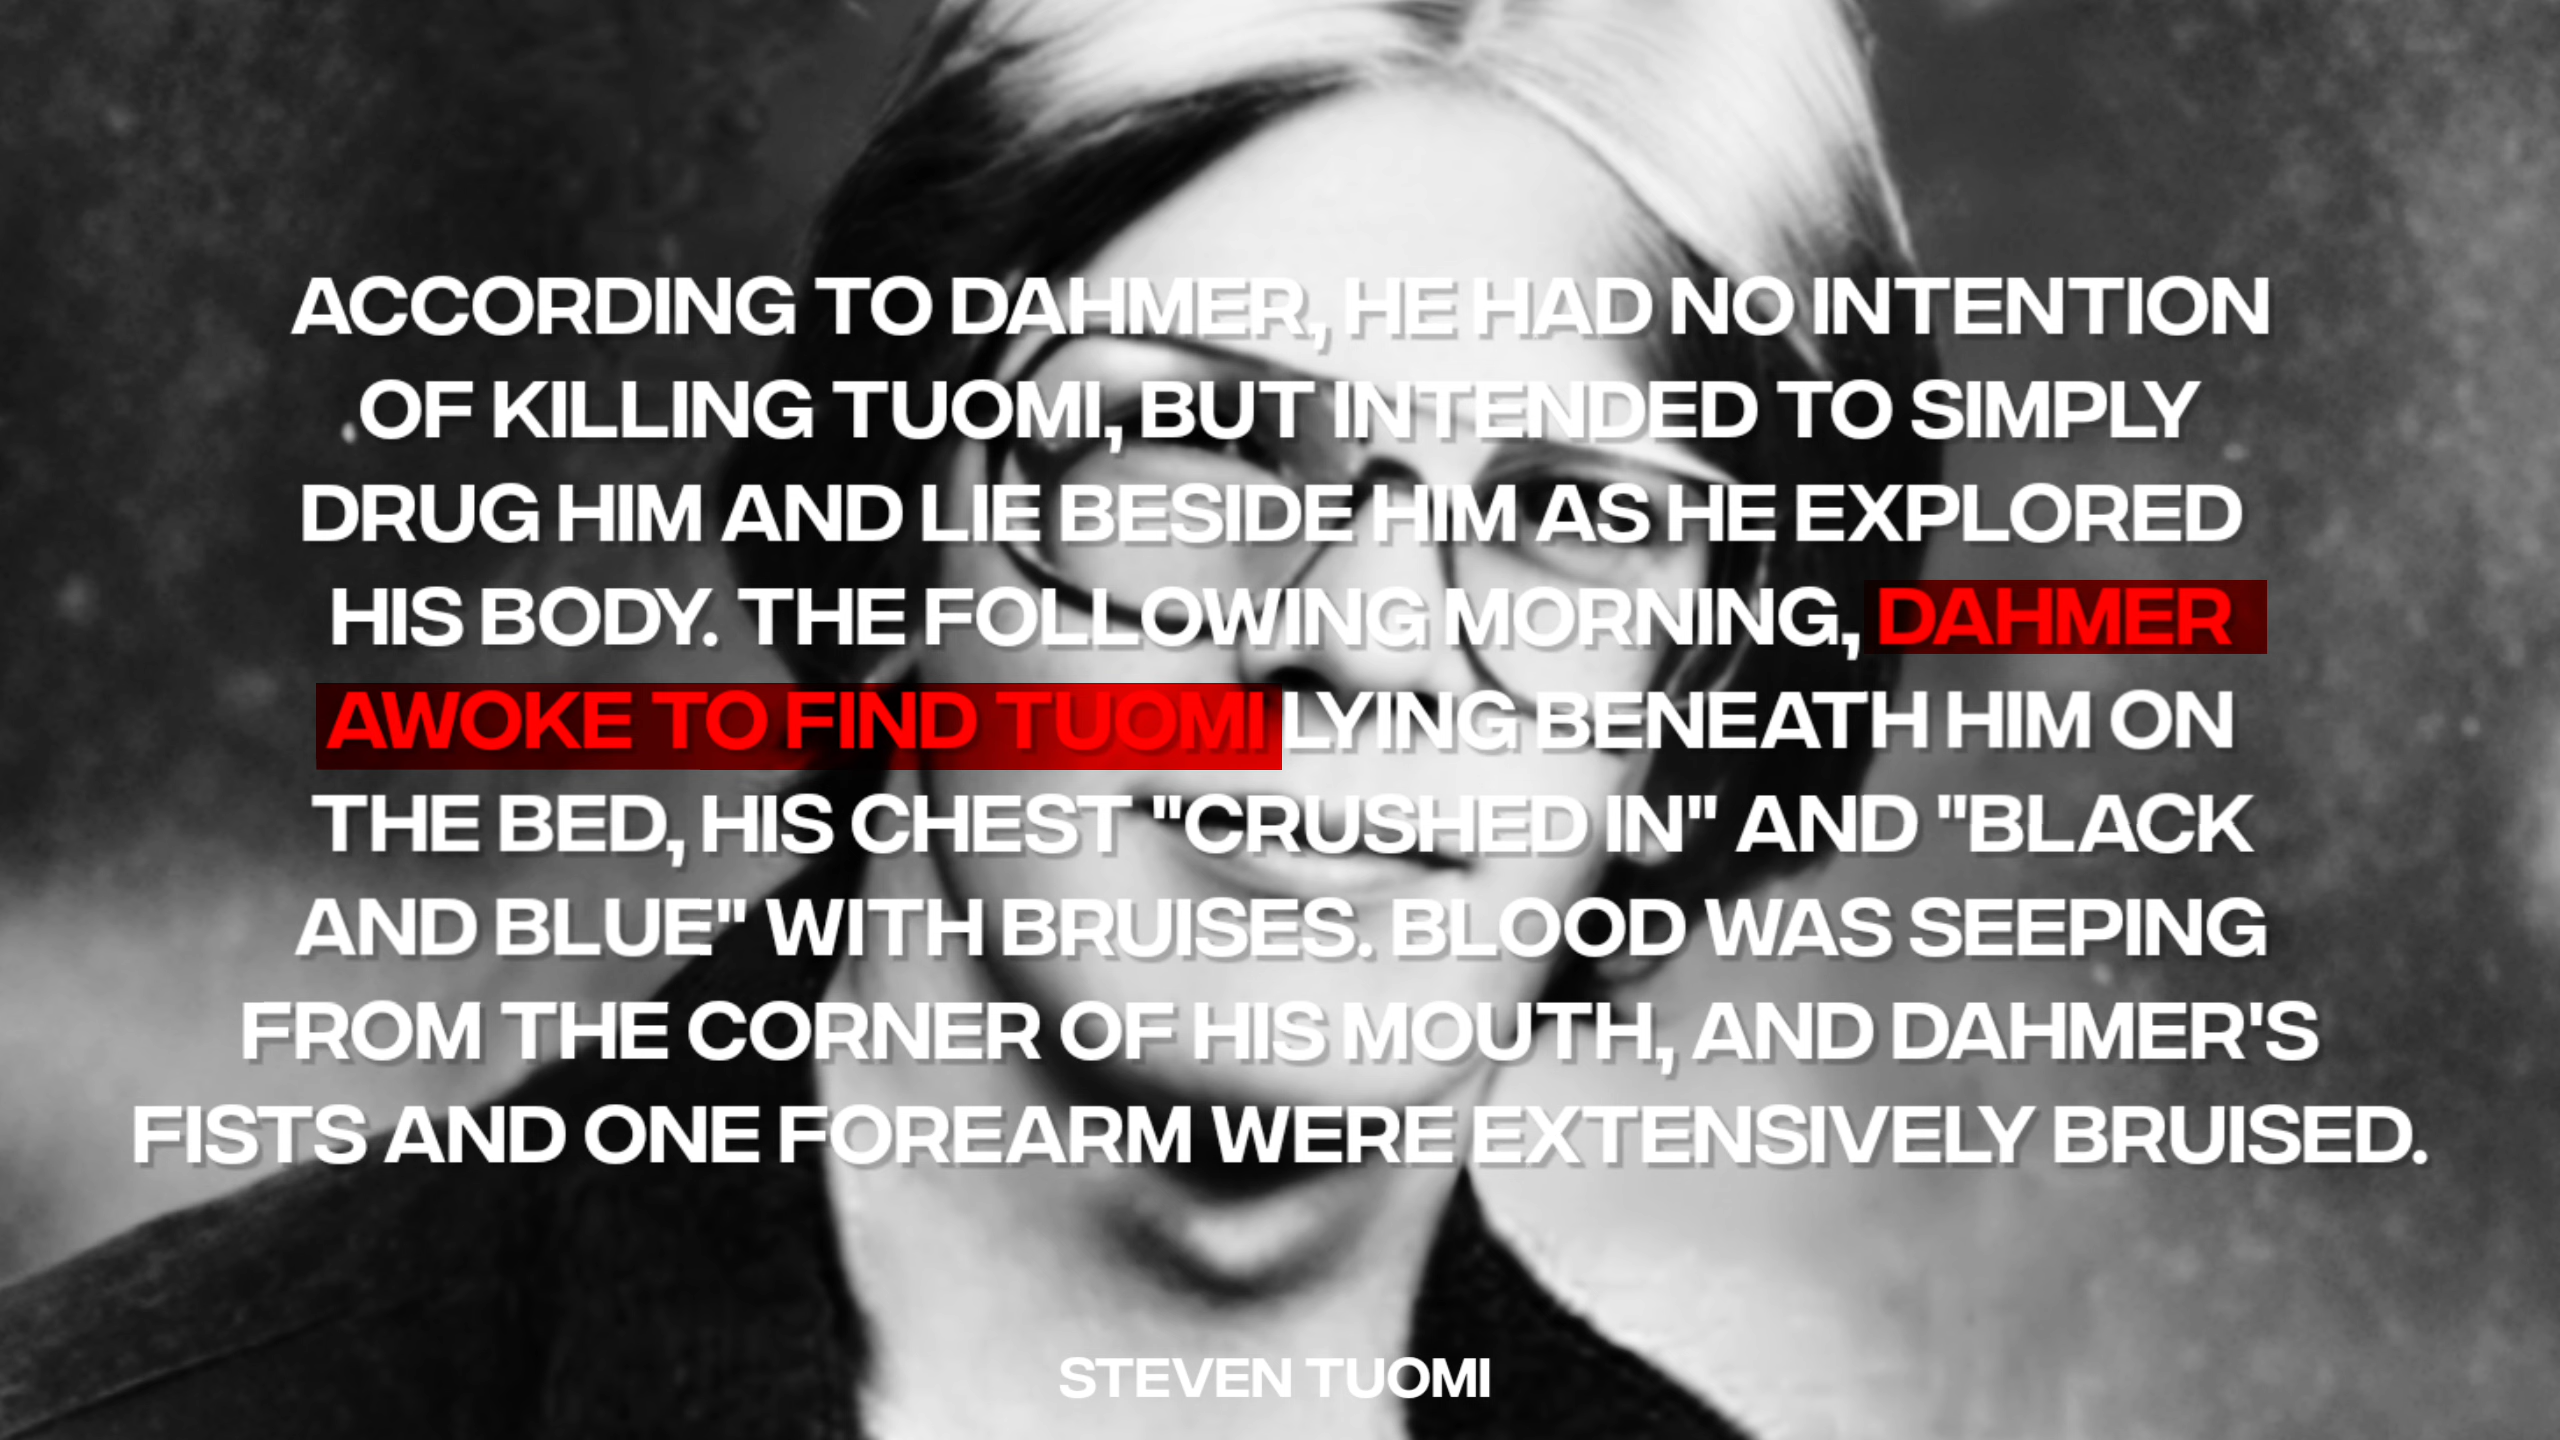 ACCORDING TO DAHMER, HE HAD NO INTENTION
OF KILLING TUOMI, BUT INTENDED TO SIMPLY
DRUG HIM AND LIE BESIDE HIM AS HE EXPLORED
HIS BODY. THE FOLLOWING MORNING, DAHMER
AWOKE TO FIND TUOMI LYING BENEATH HIM ON
THE BED, HIS CHEST "CRUSHED IN" AND "BLACK
AND BLUE" WITH BRUISES. BLOOD WAS SEEPING
FROM THE CORNER OF HIS MOUTH, AND DAHMER'S
FISTS AND ONE FOREARM WERE EXTENSIVELY BRUISED.
STEVEN TUOMI